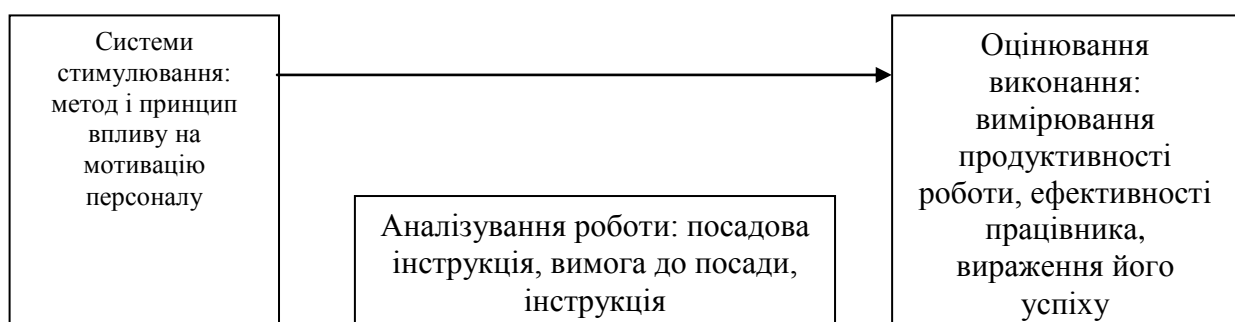 Системи
стимулювання:
метод і принцип
впливу на
мотивацію
персоналу
Аналізування роботи: посадова
інструкція, вимога до посади,
інструкція
Оцінювання
виконання:
вимірювання
продуктивності
роботи, ефективності
працівника,
вираження його
успіху